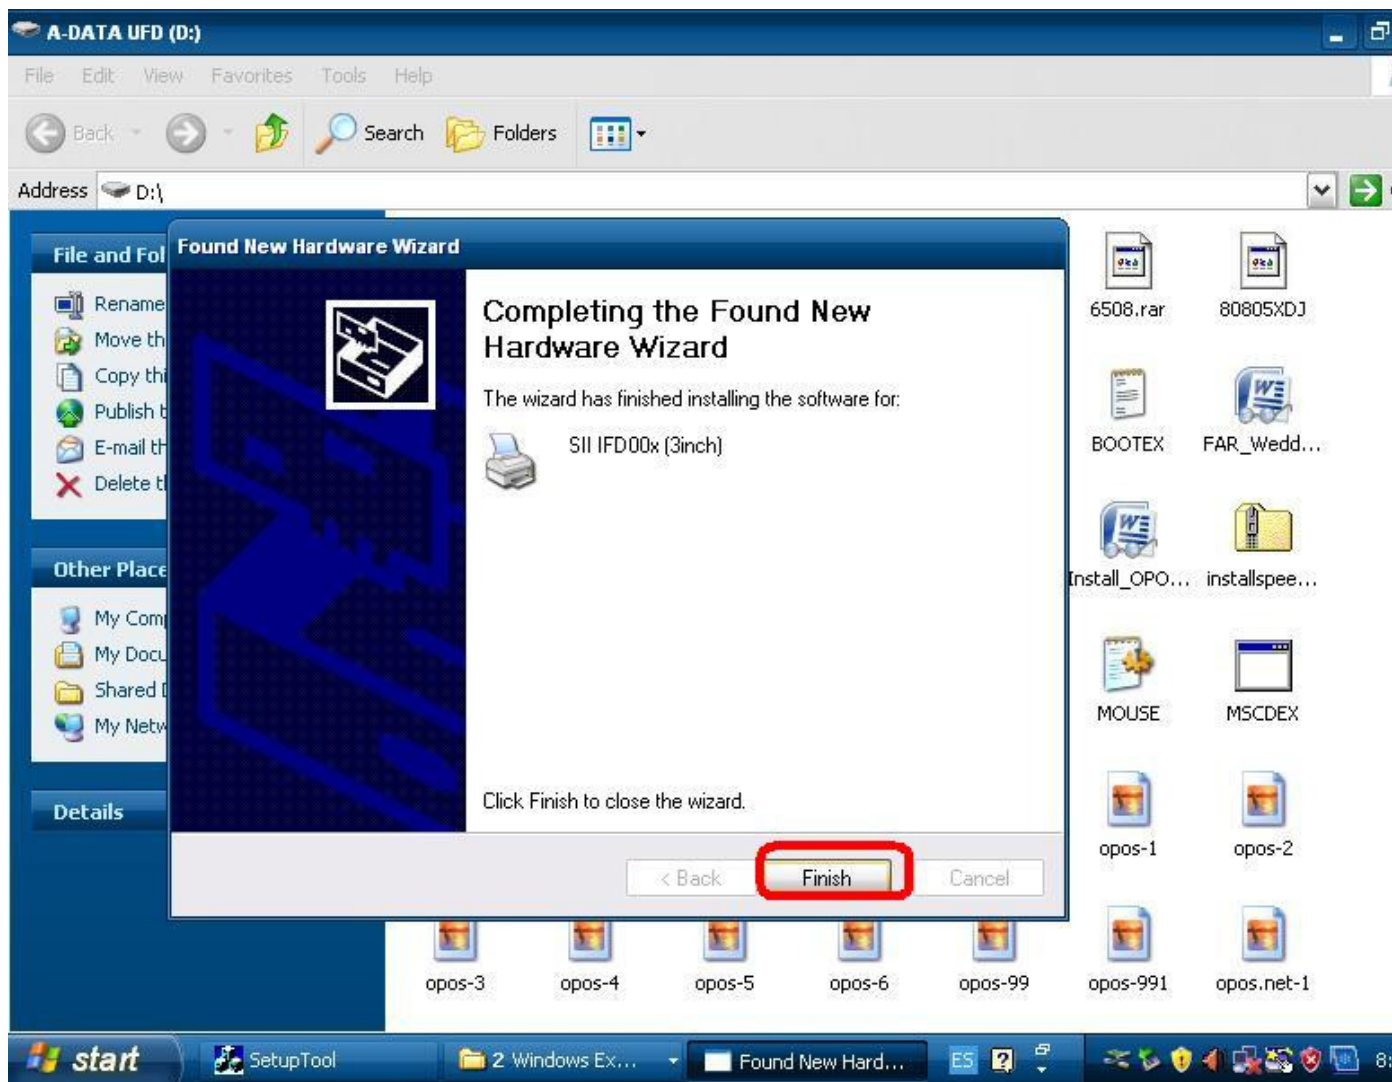 A-DATA UFD (D:)
File Edit View Favorites Tools Help
Back Search Folders
Address D:\
File and Fol
Rename
Move th
Copy thi
Publish t
E-mail th
Delete t
Other Place
My Com
My Docu
Shared D
My Netw
Details
Found New Hardware Wizard
Completing the Found New
Hardware Wizard
The wizard has finished installing the software for:
SII IFD00x (3inch)
Click Finish to close the wizard.
< Back Finish Cancel
6508.rar 80805XDJ
BOOTEX FAR_Wedd...
Install_OPO... installspee...
MOUSE MSCDEX
opos-1 opos-2
opos-3 opos-4 opos-5 opos-6 opos-99 opos-991 opos.net-1
start SetupTool 2 Windows Ex... Found New Hard... ES 8: